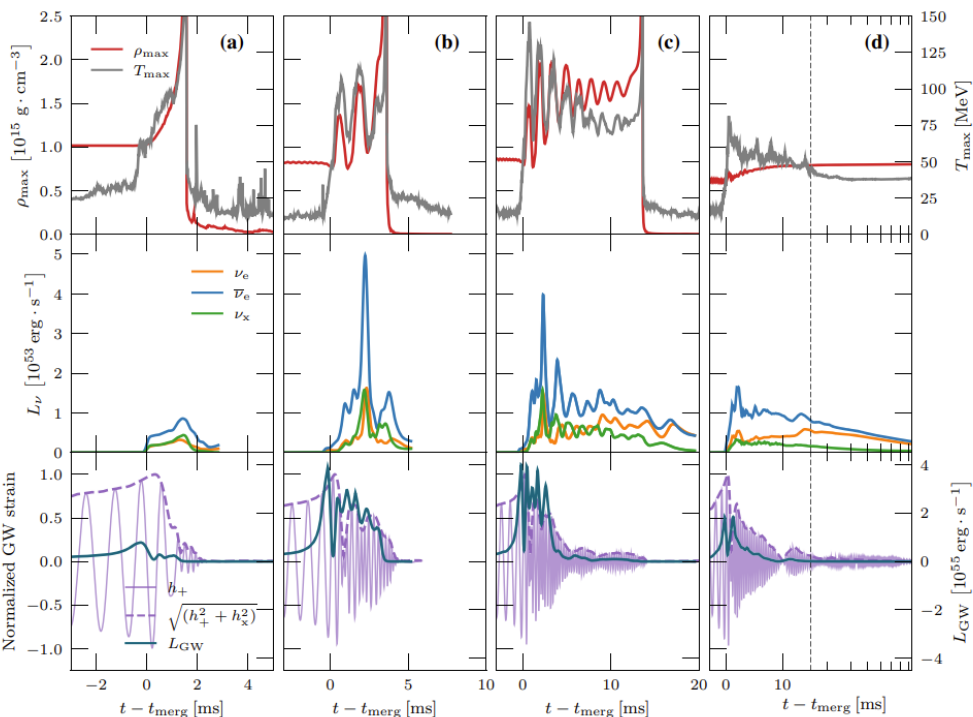 (a) (b) (c) (d)
ρmax
Tmax
ρmax [10^15 g · cm−3]
2.5
2.0
1.5
1.0
0.5
0.0
150
125
100
75
50
25
0
Tmax [MeV]
Lν [10^53 erg · s−1]
5
4
3
2
1
0
νe
ν̄e
νx
Normalized GW strain
1.0
0.5
0.0
−0.5
−1.0
h+
√(h+^2 + hx^2)
LGW
4
2
0
−2
−4
LGW [10^55 erg · s−1]
−2 0 2 4
0 5 10
0 5 10 15 20
0 10
t − tmerg [ms] t − tmerg [ms] t − tmerg [ms] t − tmerg [ms]